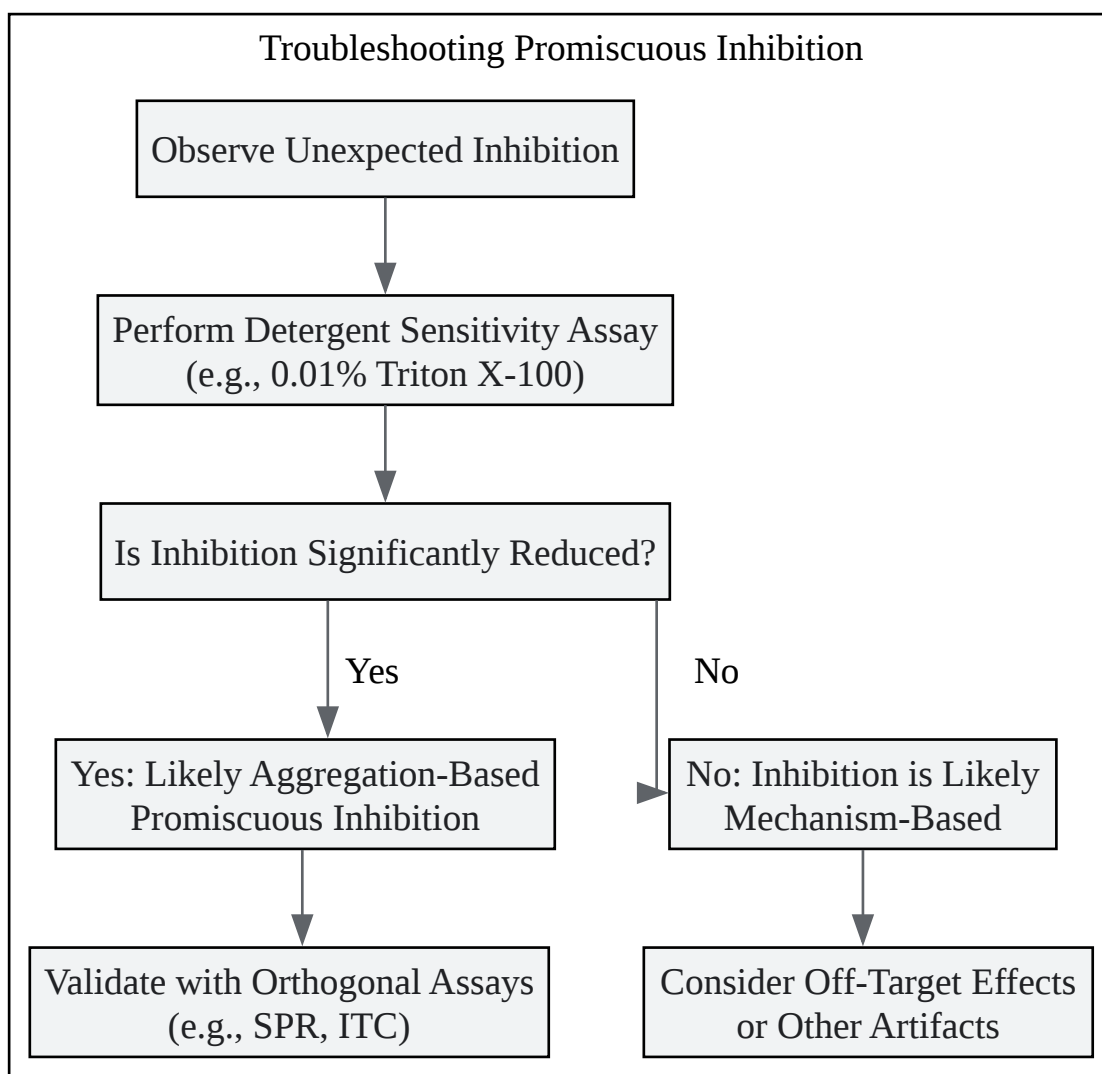 Troubleshooting Promiscuous Inhibition
Observe Unexpected Inhibition
Perform Detergent Sensitivity Assay
(e.g., 0.01% Triton X-100)
Is Inhibition Significantly Reduced?
Yes
No
Yes: Likely Aggregation-Based
Promiscuous Inhibition
No: Inhibition is Likely
Mechanism-Based
Validate with Orthogonal Assays
(e.g., SPR, ITC)
Consider Off-Target Effects
or Other Artifacts